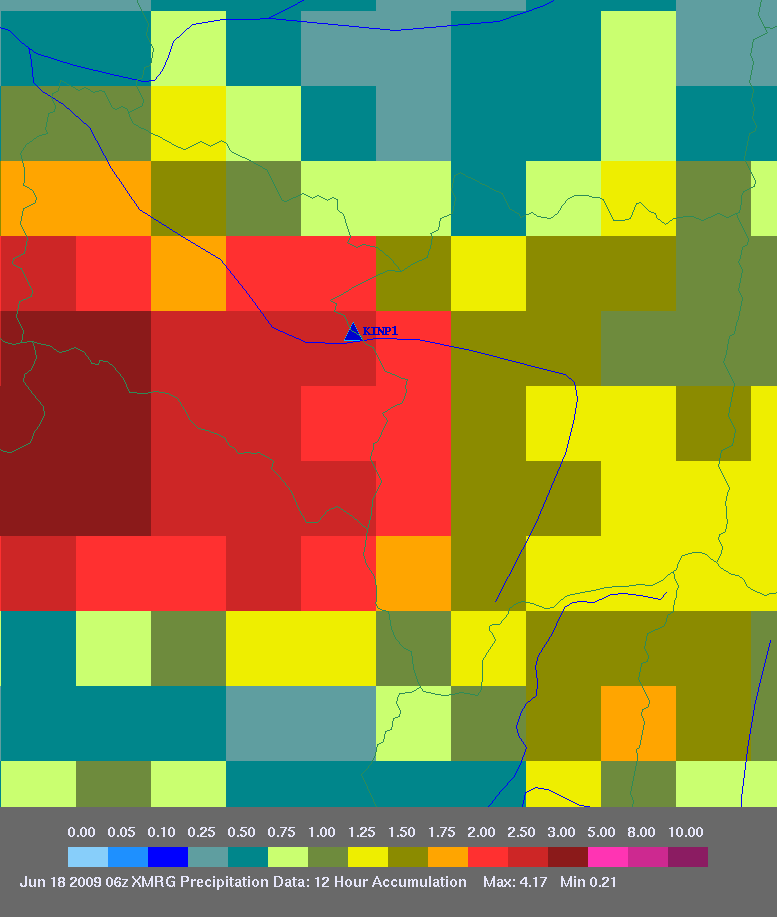 KINP1
0.00 0.05 0.10 0.25 0.50 0.75 1.00 1.25 1.50 1.75 2.00 2.50 3.00 5.00 8.00 10.00
Jun 18 2009 06z XMRG Precipitation Data: 12 Hour Accumulation Max: 4.17 Min 0.21